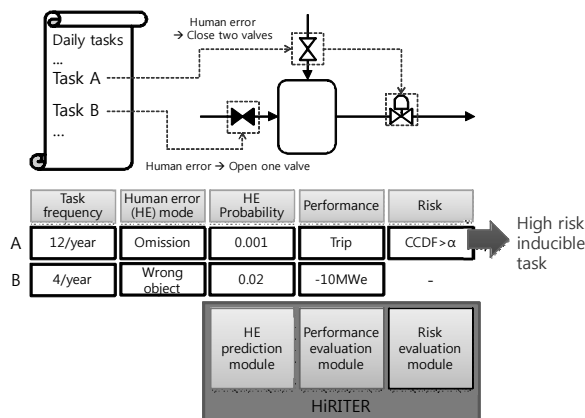 Daily tasks
...
Task A
Task B
...
Human error
→ Close two valves
Human error → Open one valve
Task
frequency
Human error
(HE) mode
HE
Probability
Performance
Risk
A
12/year
Omission
0.001
Trip
CCDF>α
High risk
inducible
task
B
4/year
Wrong
object
0.02
-10MWe
-
HE
prediction
module
Performance
evaluation
module
Risk
evaluation
module
HiRITER